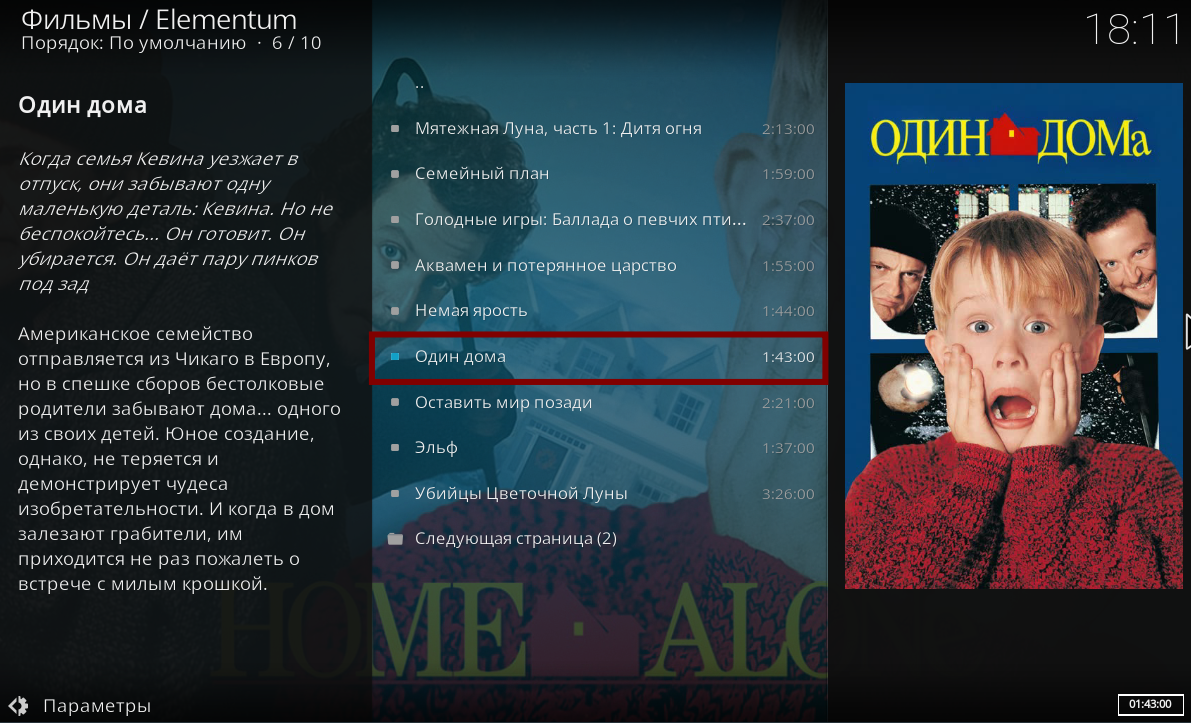 Фильмы / Elementum
Порядок: По умолчанию · 6 / 10
18:11
Один дома
Когда семья Кевина уезжает в
отпуск, они забывают одну
маленькую деталь: Кевина. Но не
беспокойтесь... Он готовит. Он
убирается. Он даёт пару пинков
под зад
Американское семейство
отправляется из Чикаго в Европу,
но в спешке сборов бестолковые
родители забывают дома... одного
из своих детей. Юное создание,
однако, не теряется и
демонстрирует чудеса
изобретательности. И когда в дом
залезают грабители, им
приходится не раз пожалеть о
встрече с милым крошкой.
..
Мятежная Луна, часть 1: Дитя огня 2:13:00
Семейный план 1:59:00
Голодные игры: Баллада о певчих пти... 2:37:00
Аквамен и потерянное царство 1:55:00
Немая ярость 1:44:00
Один дома 1:43:00
Оставить мир позади 2:21:00
Эльф 1:37:00
Убийцы Цветочной Луны 3:26:00
Следующая страница (2)
ОДИН ДОМа
HOME ALONe
Параметры
01:43:00